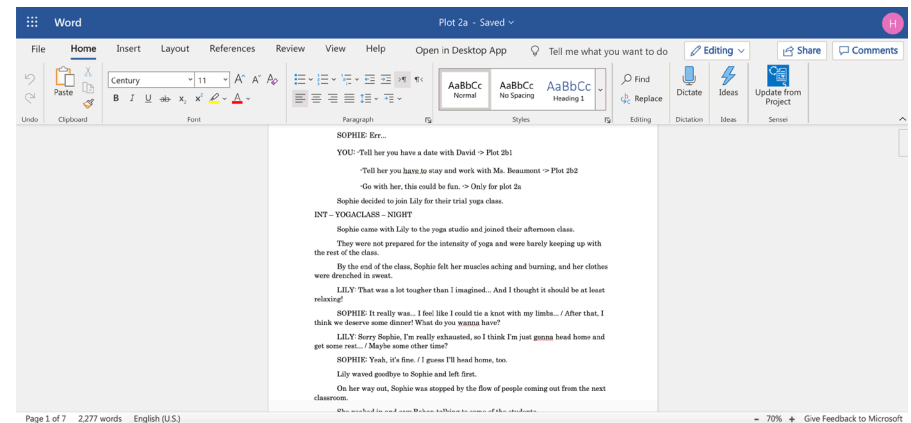 Word
Plot 2a - Saved
H
File Home Insert Layout References Review View Help Open in Desktop App Tell me what you want to do Editing Share Comments
Paste
Century 11 A^ A˅
B I U ab x₂ x² A
AaBbCc AaBbCc AaBbCc
Normal No Spacing Heading 1
Find
Replace
Dictate Ideas Update from
Project
Undo Clipboard Font Paragraph Styles Editing Dictation Ideas Sensei
SOPHIE: Err...
YOU: -Tell her you have a date with David -> Plot 2b1
-Tell her you have to stay and work with Ms. Beaumont -> Plot 2b2
-Go with her, this could be fun. -> Only for plot 2a
Sophie decided to join Lily for their trial yoga class.
INT – YOGACLASS – NIGHT
Sophie came with Lily to the yoga studio and joined their afternoon class.
They were not prepared for the intensity of yoga and were barely keeping up with
the rest of the class.
By the end of the class, Sophie felt her muscles aching and burning, and her clothes
were drenched in sweat.
LILY: That was a lot tougher than I imagined... And I thought it should be at least
relaxing!
SOPHIE: It really was... I feel like I could tie a knot with my limbs... / After that, I
think we deserve some dinner! What do you wanna have?
LILY: Sorry Sophie, I'm really exhausted, so I think I'm just gonna head home and
get some rest... / Maybe some other time?
SOPHIE: Yeah, it's fine. / I guess I'll head home, too.
Lily waved goodbye to Sophie and left first.
On her way out, Sophie was stopped by the flow of people coming out from the next
classroom.
Page 1 of 7 2,277 words English (U.S.) - 70% + Give Feedback to Microsoft